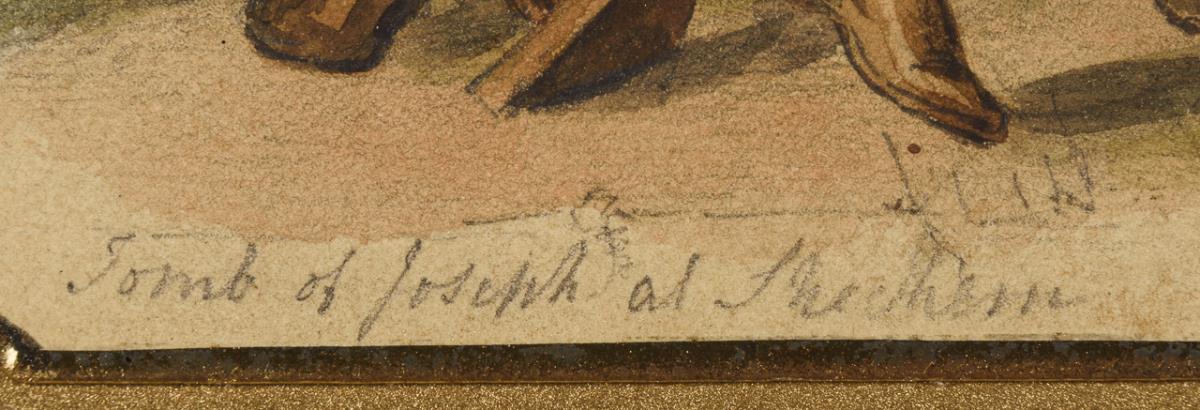 Tomb of Joseph at Shechem